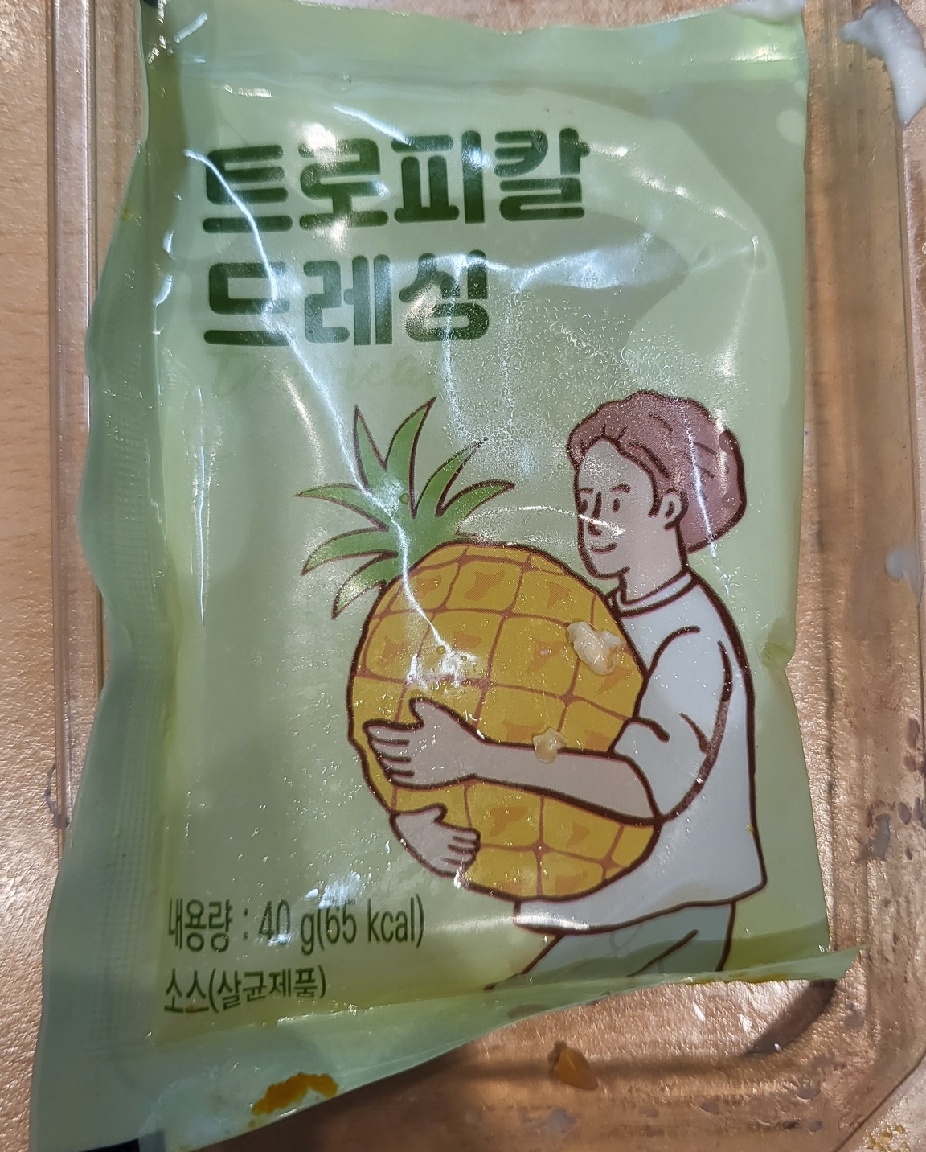 트로피칼
드레싱
내용량 : 40 g(65 kcal)
소스(살균제품)